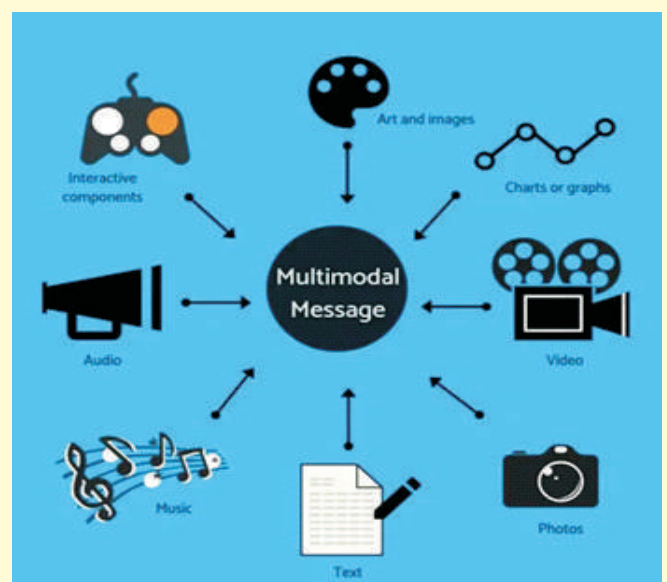 Art and images
Interactive
components
Charts or graphs
Multimodal
Message
Audio
Video
Music
Photos
Text